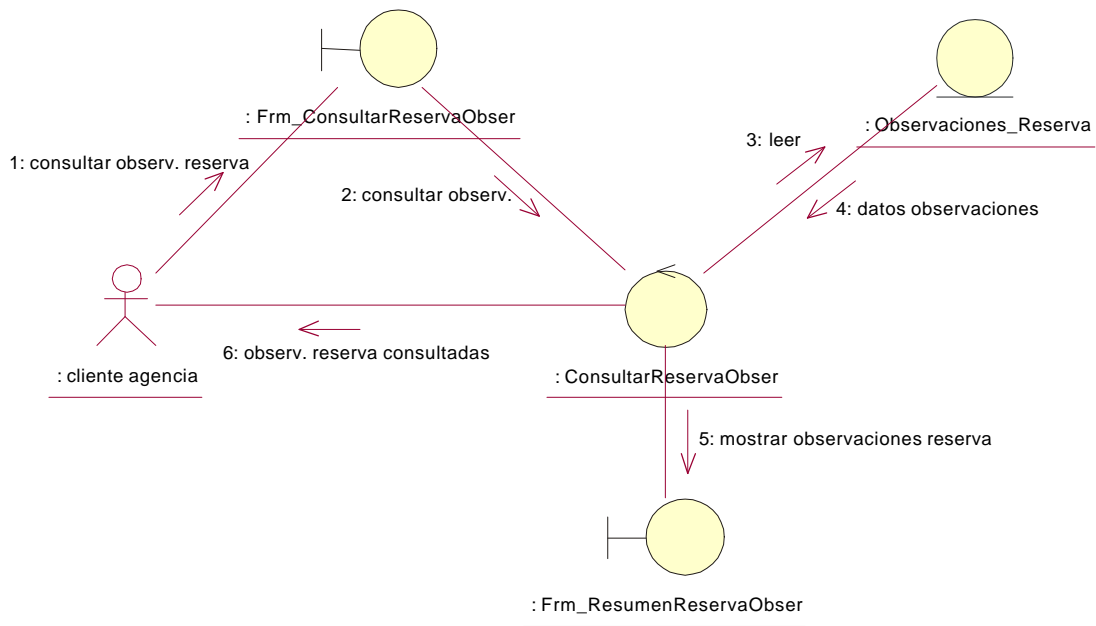 : Frm_ConsultarReservaObser
: Observaciones_Reserva
3: leer
1: consultar observ. reserva
2: consultar observ.
4: datos observaciones
6: observ. reserva consultadas
: cliente agencia
: ConsultarReservaObser
5: mostrar observaciones reserva
: Frm_ResumenReservaObser